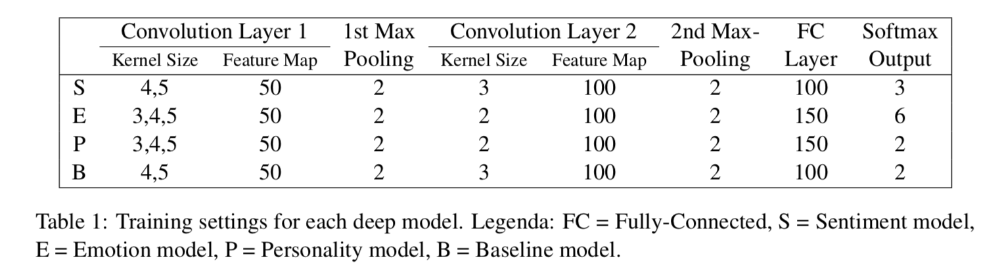 Convolution Layer 1 1st Max Convolution Layer 2 2nd Max- FC Softmax
Kernel Size Feature Map Pooling Kernel Size Feature Map Pooling Layer Output
S 4,5 50 2 3 100 2 100 3
E 3,4,5 50 2 2 100 2 150 6
P 3,4,5 50 2 2 100 2 150 2
B 4,5 50 2 3 100 2 100 2
Table 1: Training settings for each deep model. Legenda: FC = Fully-Connected, S = Sentiment model,
E = Emotion model, P = Personality model, B = Baseline model.